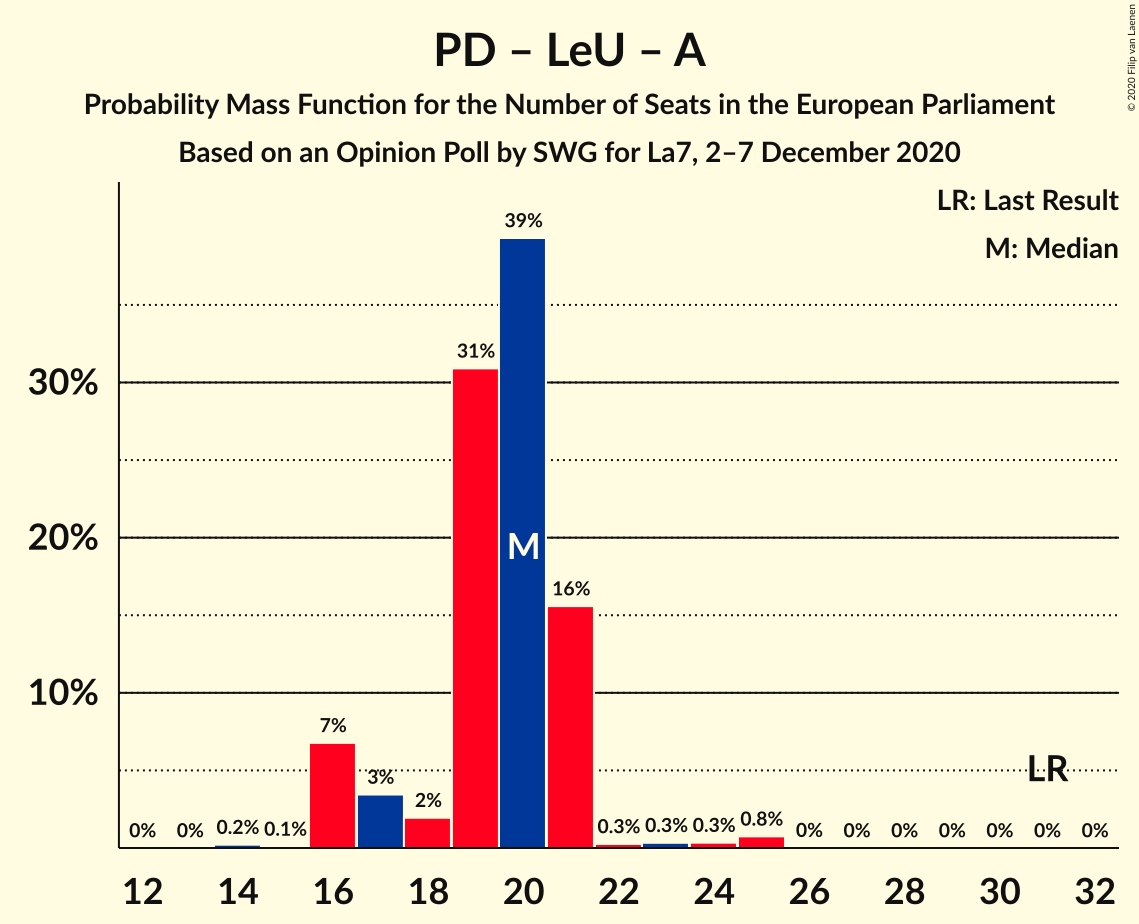 PD – LeU – A
Probability Mass Function for the Number of Seats in the European Parliament
Based on an Opinion Poll by SWG for La7, 2–7 December 2020
© 2020 Filip van Laenen
LR: Last Result
M: Median
39%
31%
30%
20%
M
16%
10%
7%
3%
2%
LR
0% 0% 0.2% 0.1% 0.3% 0.3% 0.3% 0.8% 0% 0% 0% 0% 0% 0% 0%
12 14 16 18 20 22 24 26 28 30 32